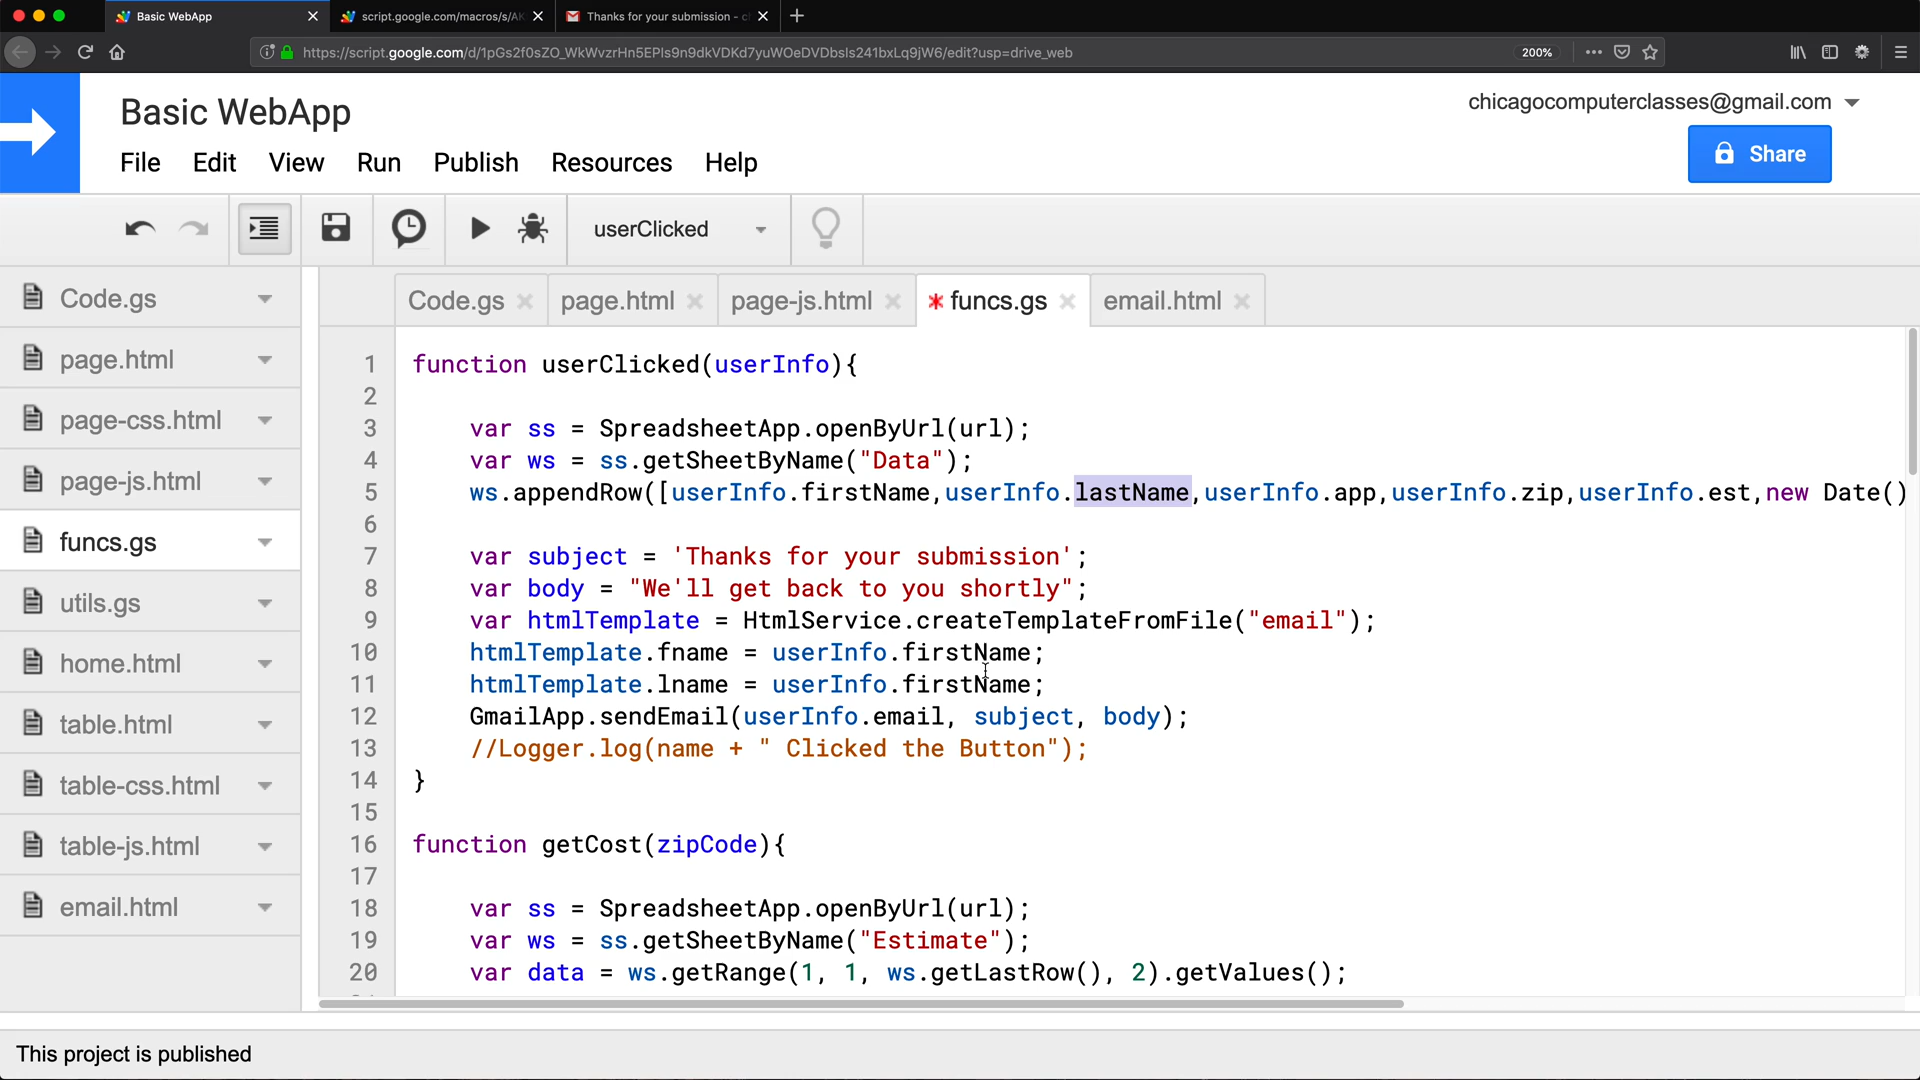 Basic WebApp
script.google.com/macros/s/AK
Thanks for your submission - c
https://script.google.com/d/1pGs2f0sZO_WkWvzrHn5EPls9n9dkVDKd7yuWOeDVDbsls241bxLq9jW6/edit?usp=drive_web
200%
Basic WebApp
chicagocomputerclasses@gmail.com
File Edit View Run Publish Resources Help
Share
userClicked
Code.gs
page.html
page-css.html
page-js.html
funcs.gs
utils.gs
home.html
table.html
table-css.html
table-js.html
email.html
Code.gs page.html page-js.html * funcs.gs email.html
1 function userClicked(userInfo){
2
3 var ss = SpreadsheetApp.openByUrl(url);
4 var ws = ss.getSheetByName("Data");
5 ws.appendRow([userInfo.firstName,userInfo.lastName,userInfo.app,userInfo.zip,userInfo.est,new Date()
6
7 var subject = 'Thanks for your submission';
8 var body = "We'll get back to you shortly";
9 var htmlTemplate = HtmlService.createTemplateFromFile("email");
10 htmlTemplate.fname = userInfo.firstName;
11 htmlTemplate.lname = userInfo.firstName;
12 GmailApp.sendEmail(userInfo.email, subject, body);
13 //Logger.log(name + " Clicked the Button");
14 }
15
16 function getCost(zipCode){
17
18 var ss = SpreadsheetApp.openByUrl(url);
19 var ws = ss.getSheetByName("Estimate");
20 var data = ws.getRange(1, 1, ws.getLastRow(), 2).getValues();
This project is published